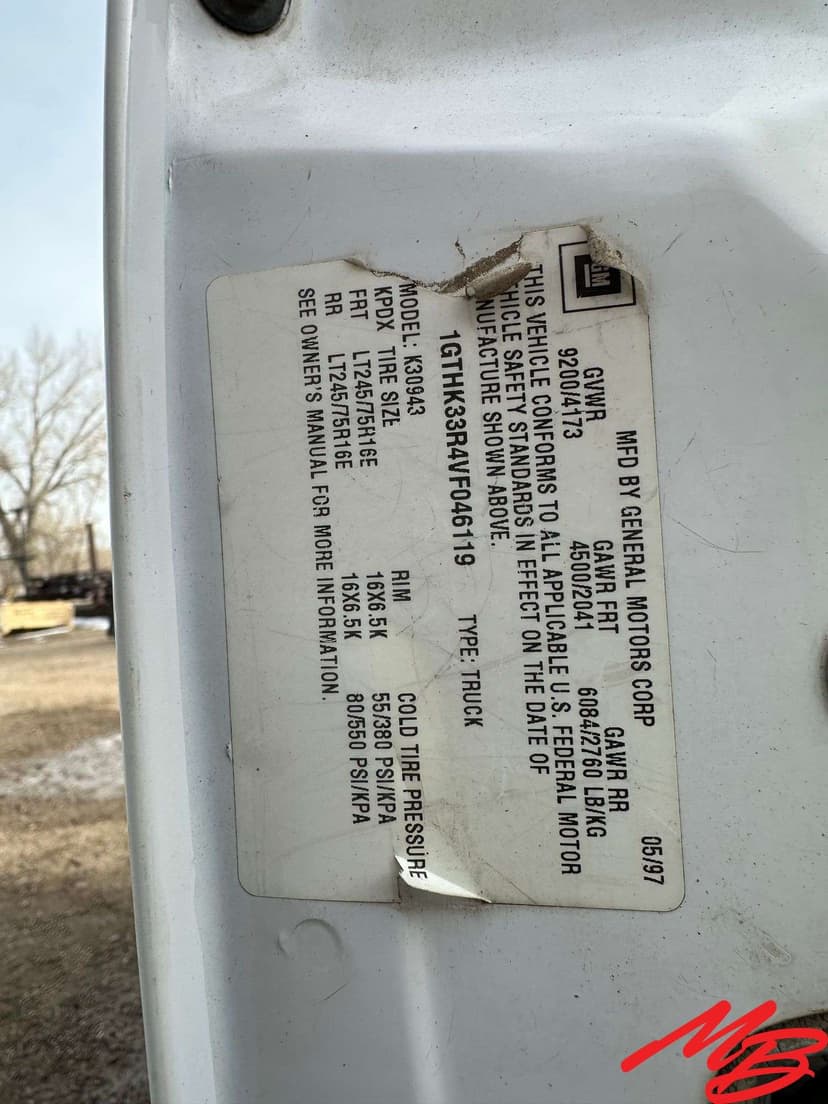 GM
MFD BY GENERAL MOTORS CORP 05/97
GVWR GAWR FRT GAWR RR
9200/4173 4500/2041 6084/2760 LB/KG
THIS VEHICLE CONFORMS TO ALL APPLICABLE U.S. FEDERAL MOTOR
HICLE SAFETY STANDARDS IN EFFECT ON THE DATE OF
NUFACTURE SHOWN ABOVE.
1GTHK33R4VF046119 TYPE: TRUCK
MODEL: K30943
KPDX TIRE SIZE RIM COLD TIRE PRESSURE
FRT LT245/75R16E 16X6.5K 55/380 PSI/KPA
RR LT245/75R16E 16X6.5K 80/550 PSI/KPA
SEE OWNER'S MANUAL FOR MORE INFORMATION.
MB